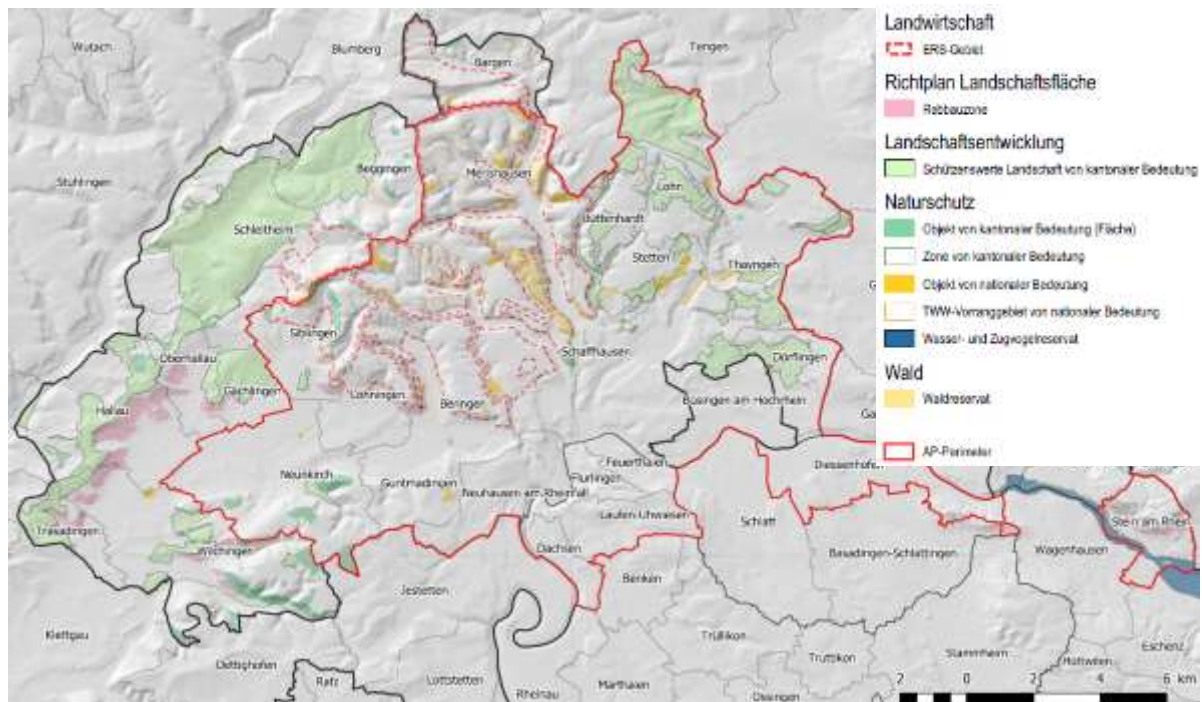 Landwirtschaft
ERS-Gebiet
Richtplan Landschaftsfläche
Rebbauzone
Landschaftsentwicklung
Schützenswerte Landschaft von kantonaler Bedeutung
Naturschutz
Objekt von kantonaler Bedeutung (Fläche)
Zone von kantonaler Bedeutung
Objekt von nationaler Bedeutung
TWW-Vorranggebiet von nationaler Bedeutung
Wasser- und Zugvogelreservat
Wald
Waldreservat
AP-Perimeter
Wutach
Blumberg
Bargen
Tengen
Stühlingen
Beggingen
Merishausen
Lohn
Büttenhardt
Schleitheim
Stetten
Thayngen
Siblingen
Oberhallau
Schaffhausen
Dörflingen
Gächlingen
Löhningen
Beringen
Hallau
Büsingen am Hochrhein
Neunkirch
Guntmadingen
Feuerthalen
Flurlingen
Diessenhofen
Neuhausen am Rheinfall
Laufen-Uhwiesen
Schlatt
Stein am Rhein
Trasadingen
Wilchingen
Dachsen
Basadingen-Schlattingen
Wagenhausen
Jestetten
Benken
Klettgau
Trüllikon
Truttikon
Stammheim
Eschenz
Hüttwilen
Dettighofen
Rafz
Lottstetten
Rheinau
Marthalen
Ossingen
2 0 2 4 6 km